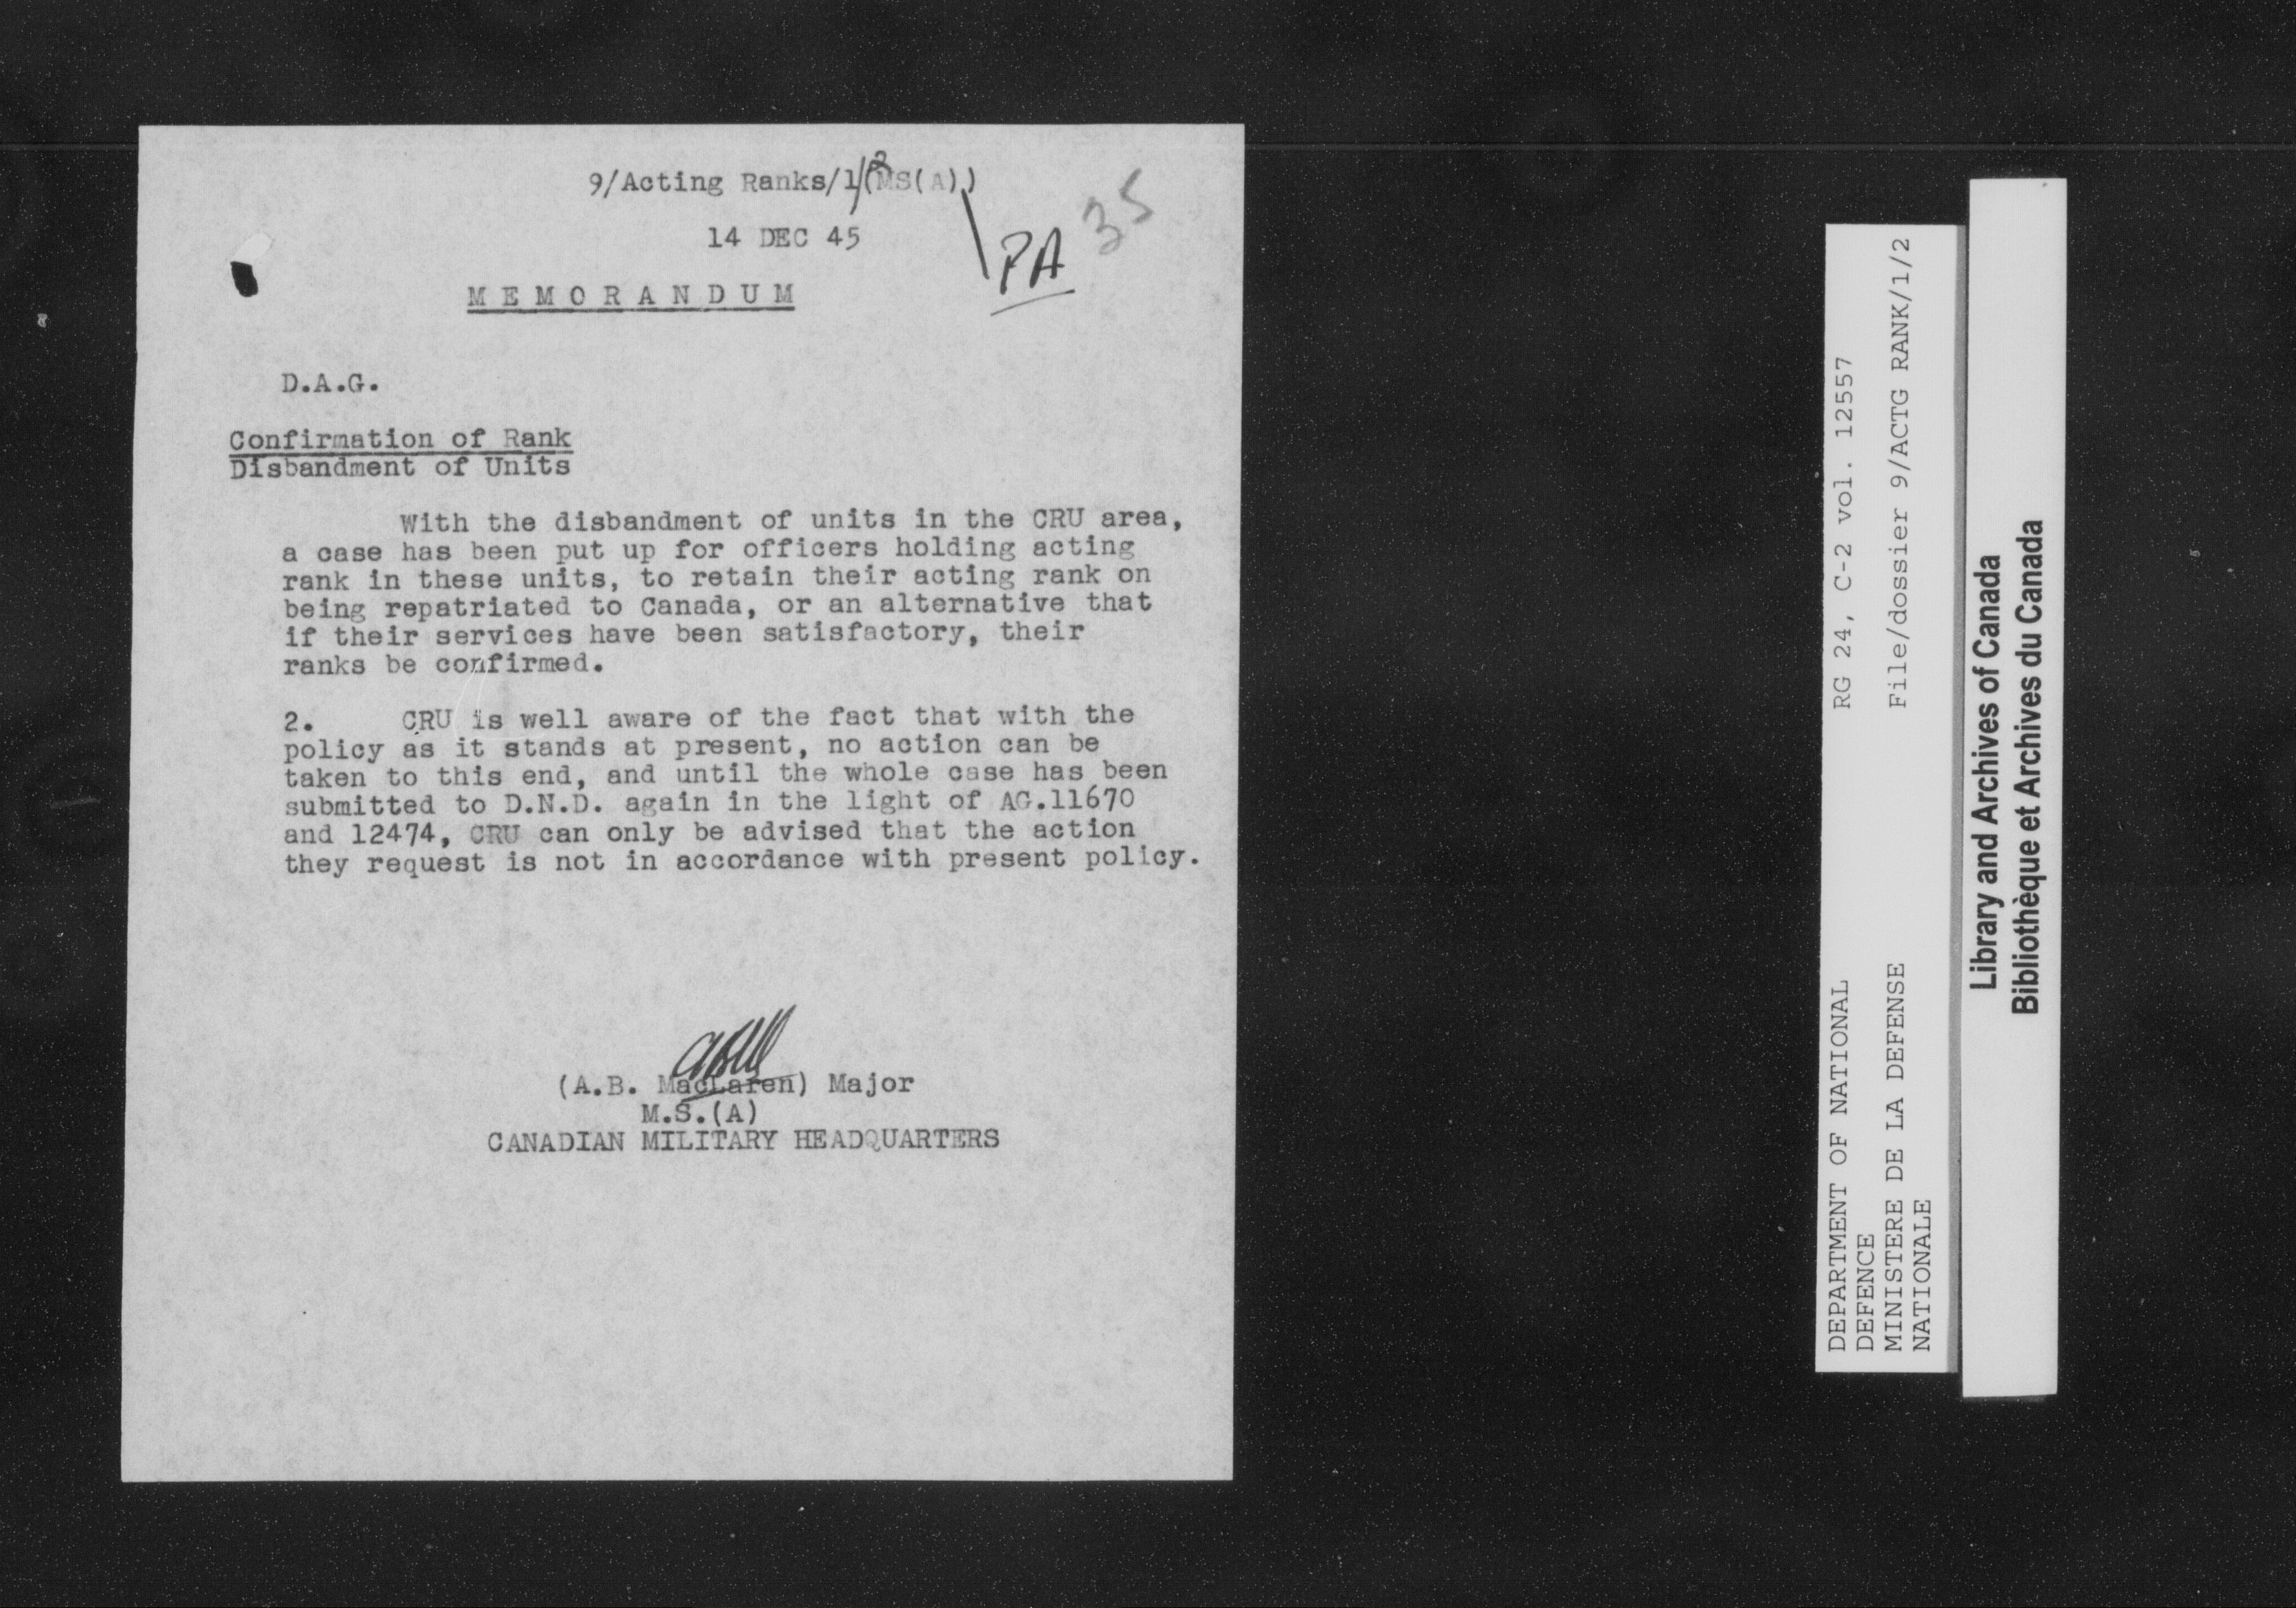 9/Acting Ranks/1/2(MS(A))
35
14 DEC 45
PA
MEMORANDUM
D.A.G.
Confirmation of Rank
Disbandment of Units
With the disbandment of units in the CRU area,
a case has been put up for officers holding acting
rank in these units, to retain their acting rank on
being repatriated to Canada, or an alternative that
if their services have been satisfactory, their
ranks be confirmed.
2. CRU is well aware of the fact that with the
policy as it stands at present, no action can be
taken to this end, and until the whole case has been
submitted to D.N.D. again in the light of AG.11670
and 12474, CRU can only be advised that the action
they request is not in accordance with present policy.
(A.B. MacLaren) Major
M.S.(A)
CANADIAN MILITARY HEADQUARTERS
DEPARTMENT OF NATIONAL RG 24, C-2 vol. 12557
DEFENCE
MINISTERE DE LA DEFENSE File/dossier 9/ACTG RANK/1/2
NATIONALE
Library and Archives of Canada
Bibliothèque et Archives du Canada